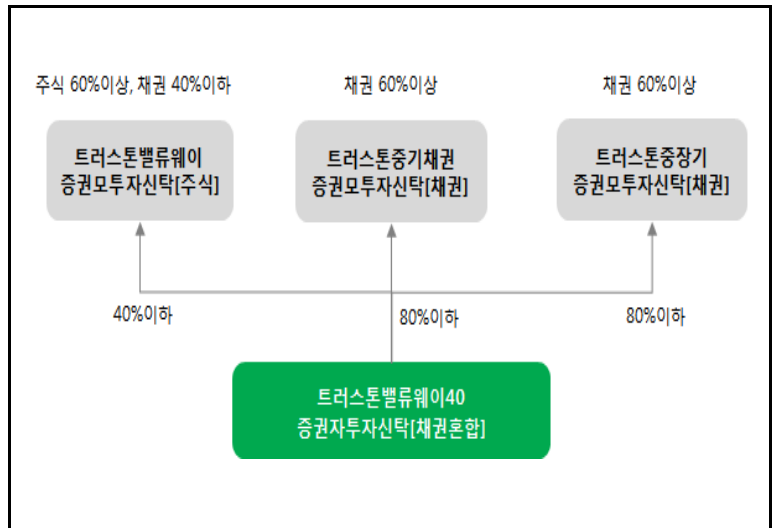 주식 60%이상, 채권 40%이하
채권 60%이상
채권 60%이상
트러스톤밸류웨이
증권모투자신탁[주식]
트러스톤중기채권
증권모투자신탁[채권]
트러스톤중장기
증권모투자신탁[채권]
40%이하
80%이하
80%이하
트러스톤밸류웨이40
증권자투자신탁[채권혼합]